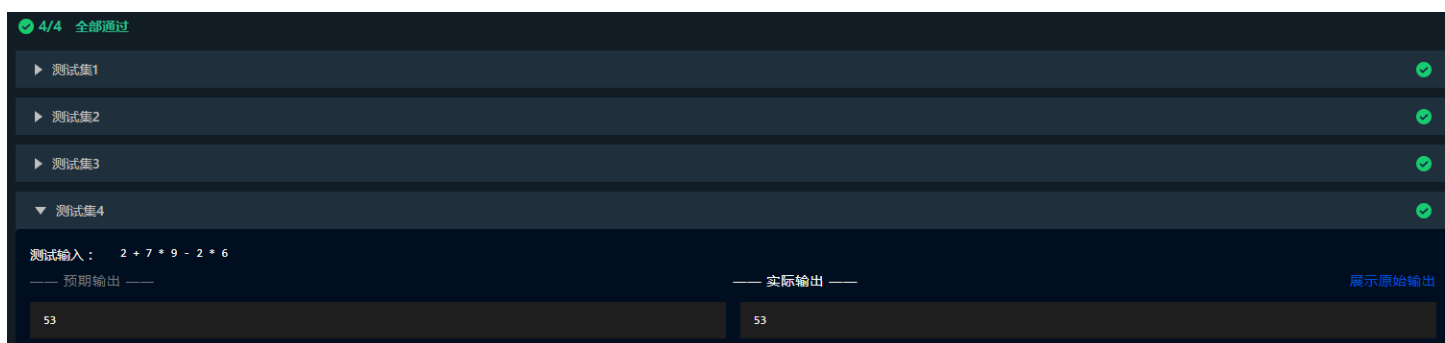 4/4 全部通过
测试集1
测试集2
测试集3
测试集4
测试输入： 2 + 7 * 9 - 2 * 6
—— 预期输出 —— —— 实际输出 —— 展示原始输出
53 53